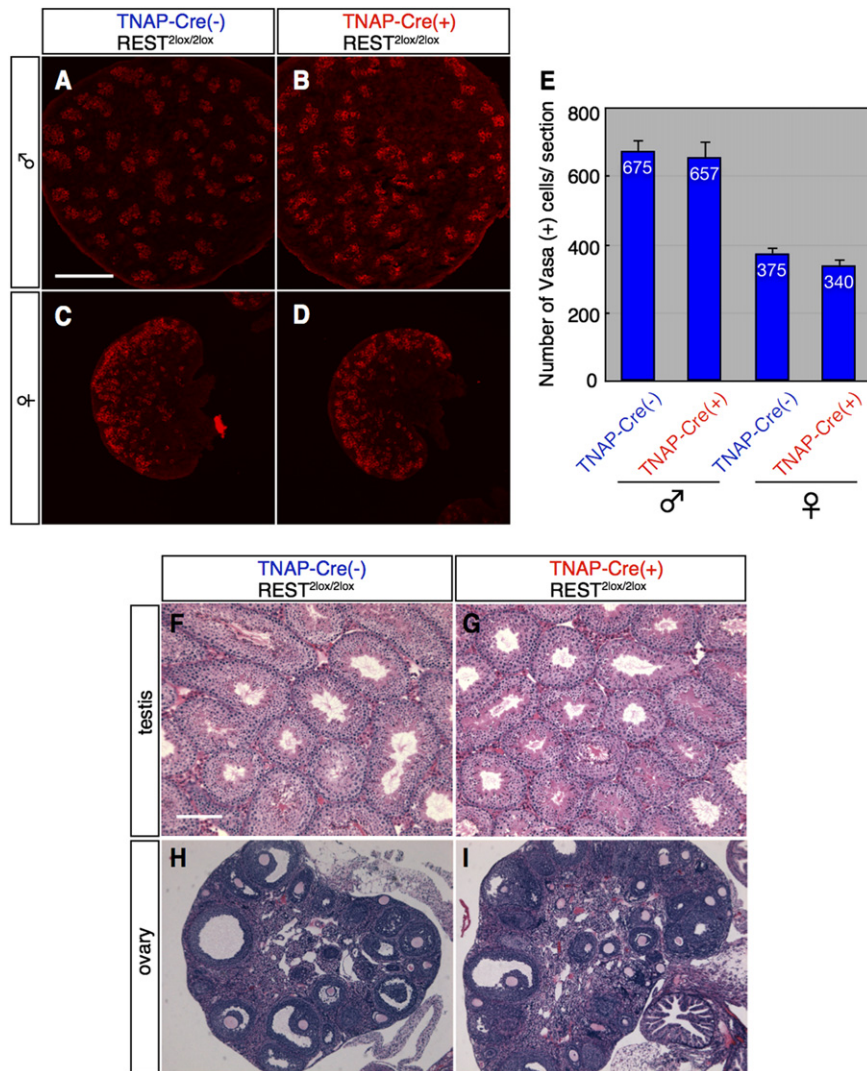 TNAP-Cre(-)
REST2lox/2lox
TNAP-Cre(+)
REST2lox/2lox
♂
A
B
♀
C
D
E
Number of Vasa (+) cells/ section
800
600
400
200
0
675
657
375
340
TNAP-Cre(-)
TNAP-Cre(+)
TNAP-Cre(-)
TNAP-Cre(+)
♂
♀
TNAP-Cre(-)
REST2lox/2lox
TNAP-Cre(+)
REST2lox/2lox
testis
F
G
ovary
H
I